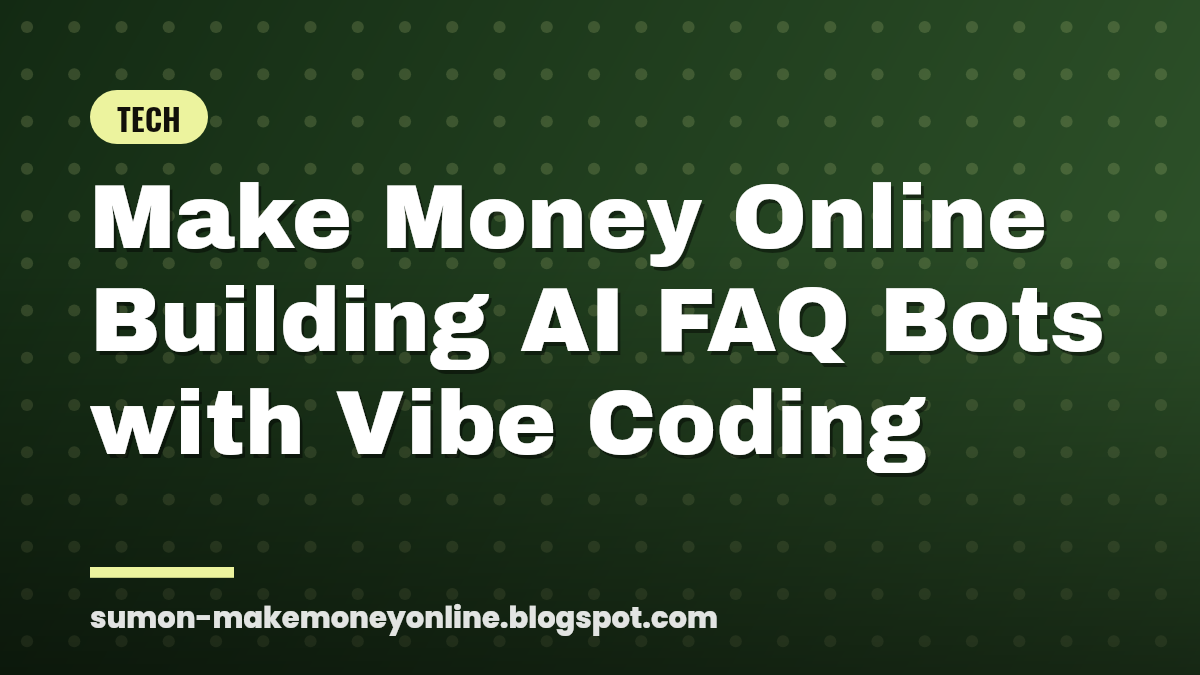 TECH
Make Money Online
Building AI FAQ Bots
with Vibe Coding
sumon-makemoneyonline.blogspot.com